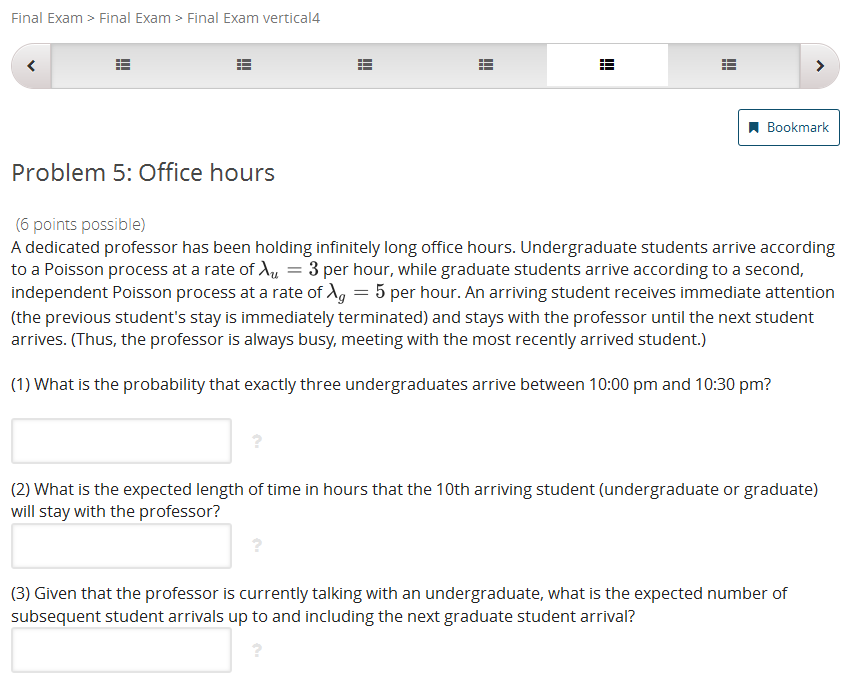 Final Exam > Final Exam > Final Exam vertical4
Bookmark
Problem 5: Office hours
(6 points possible)
A dedicated professor has been holding infinitely long office hours. Undergraduate students arrive according
to a Poisson process at a rate of λ_u = 3 per hour, while graduate students arrive according to a second,
independent Poisson process at a rate of λ_g = 5 per hour. An arriving student receives immediate attention
(the previous student's stay is immediately terminated) and stays with the professor until the next student
arrives. (Thus, the professor is always busy, meeting with the most recently arrived student.)
(1) What is the probability that exactly three undergraduates arrive between 10:00 pm and 10:30 pm?
?
(2) What is the expected length of time in hours that the 10th arriving student (undergraduate or graduate)
will stay with the professor?
?
(3) Given that the professor is currently talking with an undergraduate, what is the expected number of
subsequent student arrivals up to and including the next graduate student arrival?
?